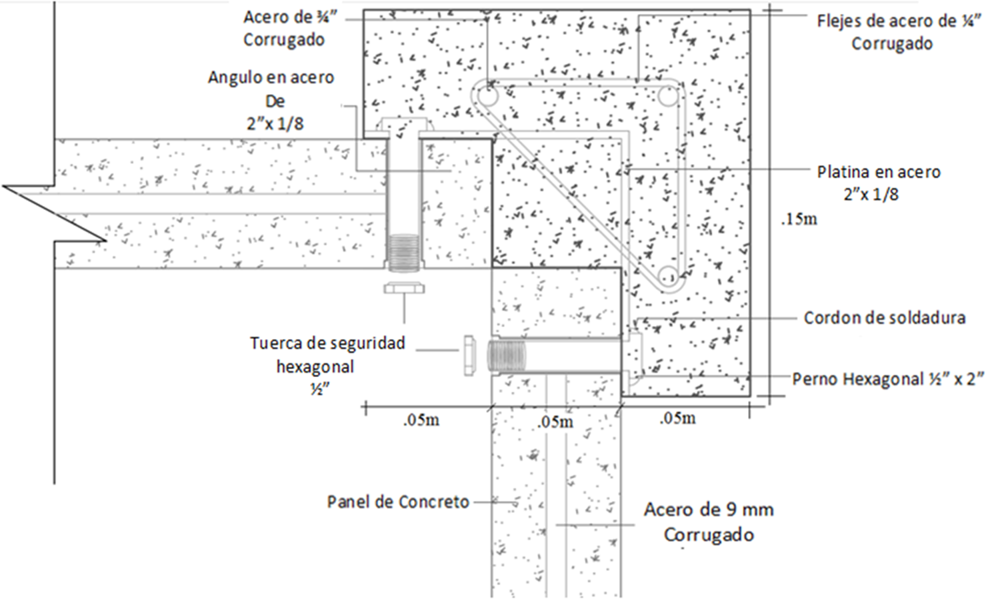 Acero de ¾”
Corrugado
Flejes de acero de ¼”
Corrugado
Angulo en acero
De
2”x 1/8
Platina en acero
2”x 1/8
.15m
Cordon de soldadura
Tuerca de seguridad
hexagonal
½”
Perno Hexagonal ½” x 2”
.05m
.05m
.05m
Panel de Concreto
Acero de 9 mm
Corrugado